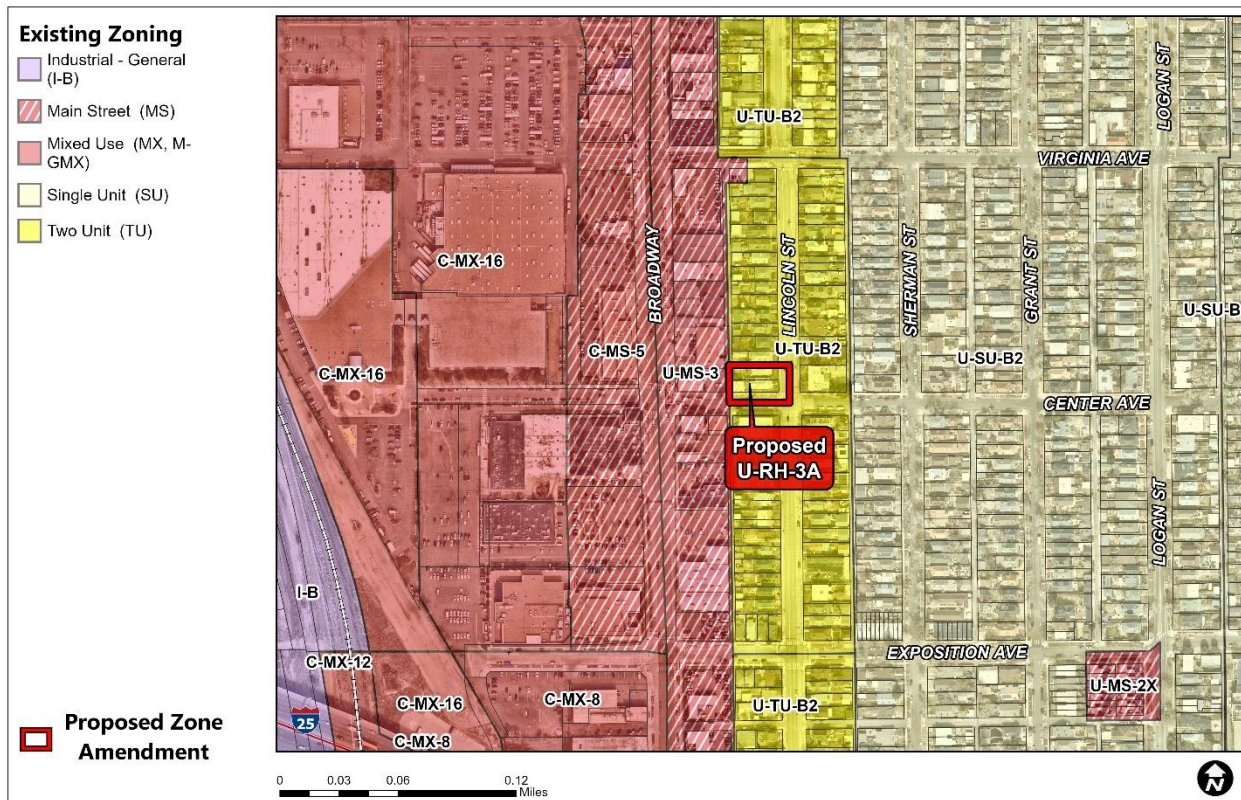 Existing Zoning
Industrial - General
(I-B)
Main Street (MS)
Mixed Use (MX, M-
GMX)
Single Unit (SU)
Two Unit (TU)
Proposed Zone
Amendment
U-TU-B2
LOGAN ST
VIRGINIA AVE
C-MX-16
BROADWAY
LINCOLN ST
SHERMAN ST
GRANT ST
U-SU-B
C-MX-16
C-MS-5
U-MS-3
U-TU-B2
U-SU-B2
CENTER AVE
Proposed
U-RH-3A
LOGAN ST
I-B
C-MX-12
C-MX-16
C-MX-8
C-MX-8
U-TU-B2
EXPOSITION AVE
U-MS-2X
25
0 0.03 0.06 0.12
Miles
N